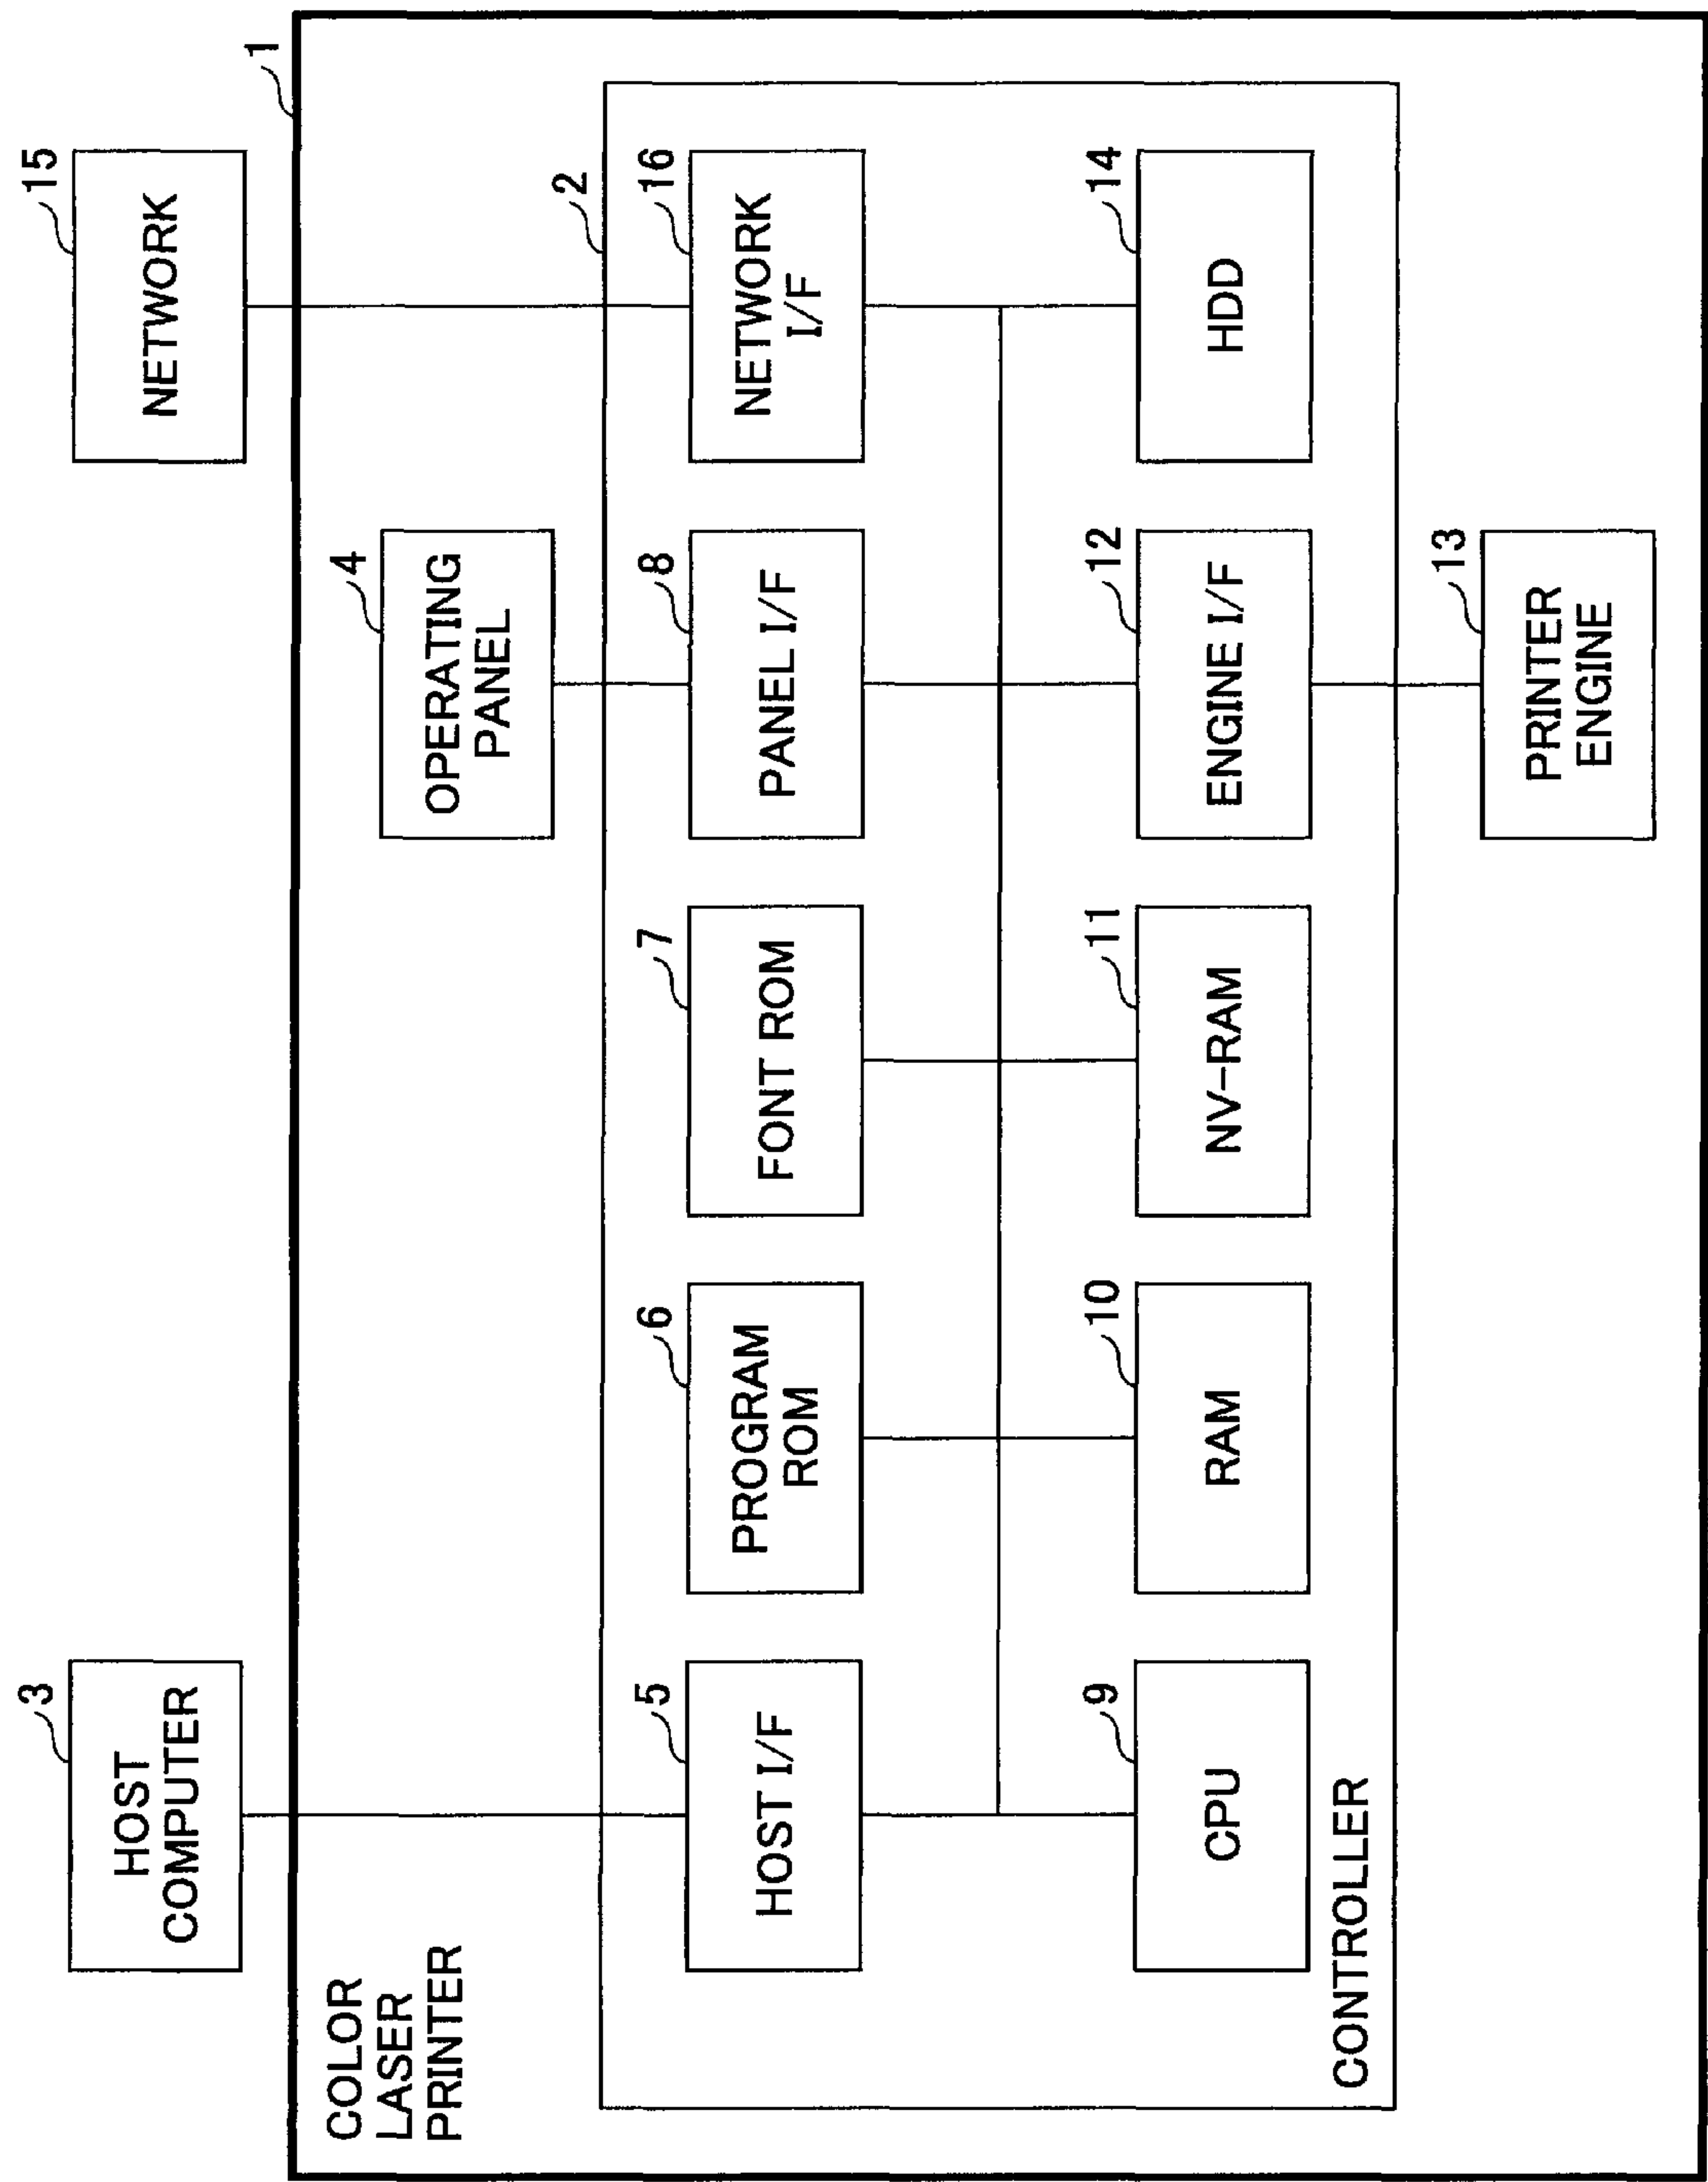 3
HOST
COMPUTER
15
NETWORK
1
COLOR
LASER
PRINTER
4
OPERATING
PANEL
2
5
HOST I/F
6
PROGRAM
ROM
7
FONT ROM
8
PANEL I/F
16
NETWORK
I/F
9
CPU
10
RAM
11
NV-RAM
12
ENGINE I/F
14
HDD
CONTROLLER
13
PRINTER
ENGINE